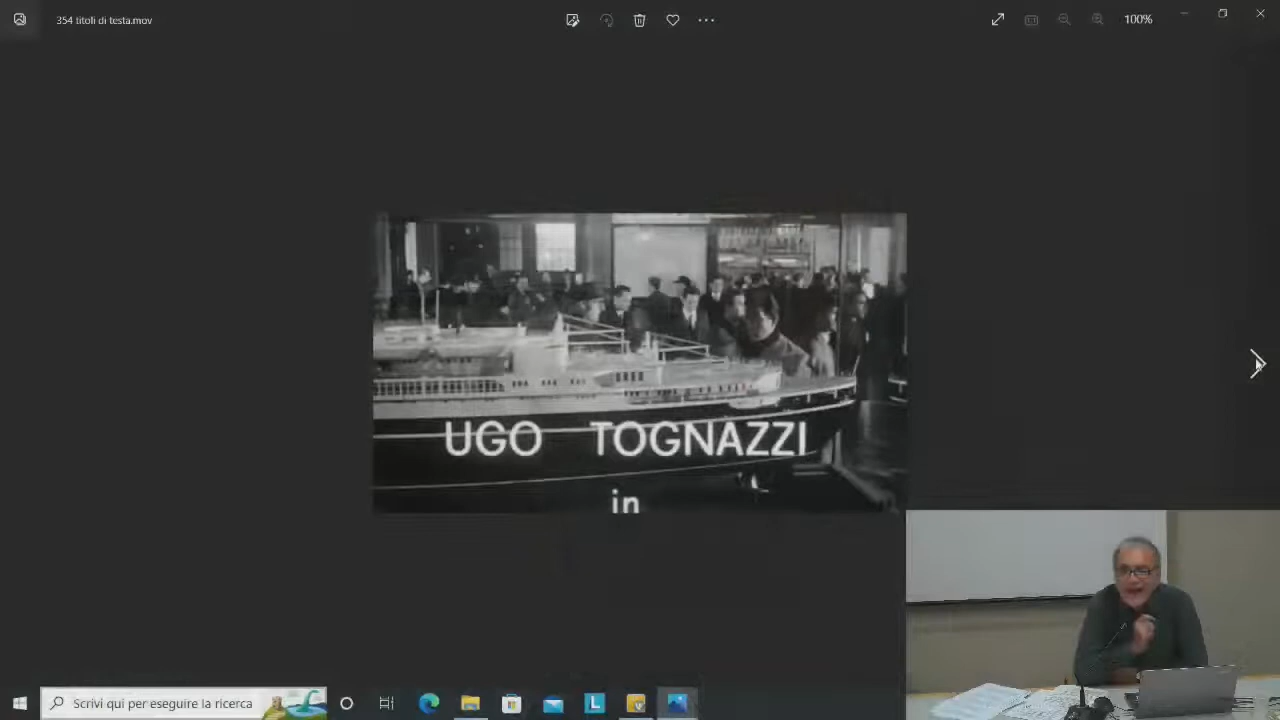 354 titoli di testa.mov
100%
UGO TOGNAZZI
in
Scrivi qui per eseguire la ricerca
L